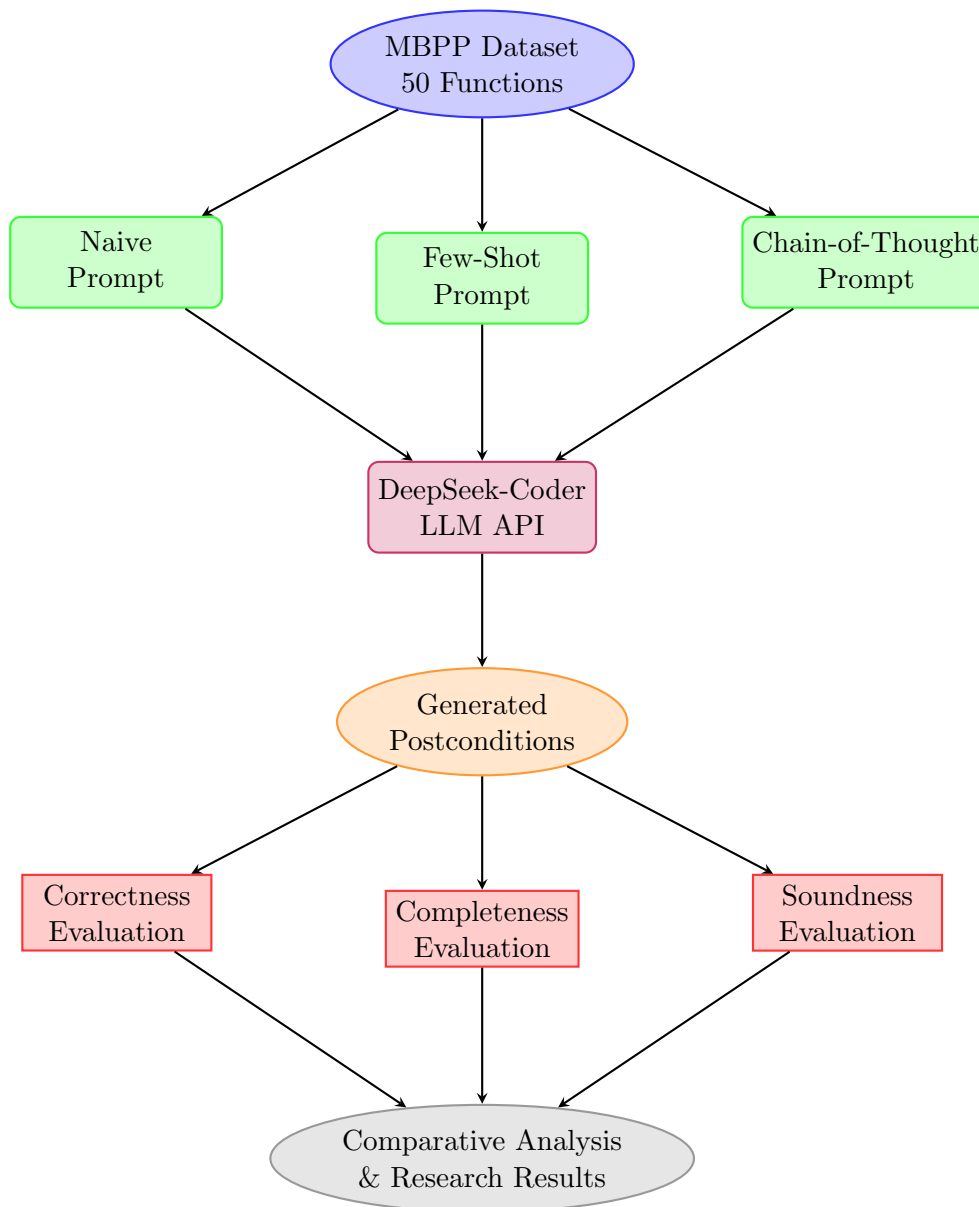 MBPP Dataset
50 Functions
Naive
Prompt
Few-Shot
Prompt
Chain-of-Thought
Prompt
DeepSeek-Coder
LLM API
Generated
Postconditions
Correctness
Evaluation
Completeness
Evaluation
Soundness
Evaluation
Comparative Analysis
& Research Results